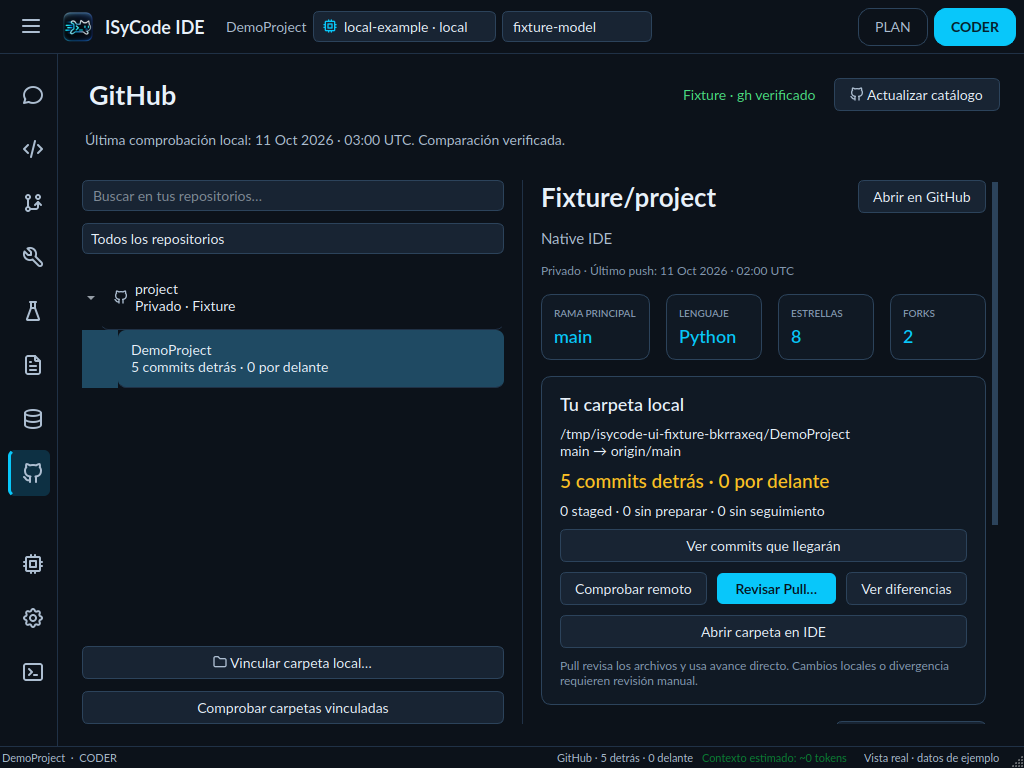 ISyCode IDE
DemoProject
local-example · local
fixture-model
PLAN
CODER
GitHub
Fixture · gh verificado
Actualizar catálogo
Última comprobación local: 11 Oct 2026 · 03:00 UTC. Comparación verificada.
Buscar en tus repositorios...
Todos los repositorios
project
Privado · Fixture
DemoProject
5 commits detrás · 0 por delante
Vincular carpeta local...
Comprobar carpetas vinculadas
Fixture/project
Abrir en GitHub
Native IDE
Privado · Último push: 11 Oct 2026 · 02:00 UTC
RAMA PRINCIPAL
main
LENGUAJE
Python
ESTRELLAS
8
FORKS
2
Tu carpeta local
/tmp/isycode-ui-fixture-bkrraxeq/DemoProject
main → origin/main
5 commits detrás · 0 por delante
0 staged · 0 sin preparar · 0 sin seguimiento
Ver commits que llegarán
Comprobar remoto
Revisar Pull...
Ver diferencias
Abrir carpeta en IDE
Pull revisa los archivos y usa avance directo. Cambios locales o divergencia
requieren revisión manual.
DemoProject · CODER
GitHub · 5 detrás · 0 delante
Contexto estimado: ~0 tokens
Vista real · datos de ejemplo